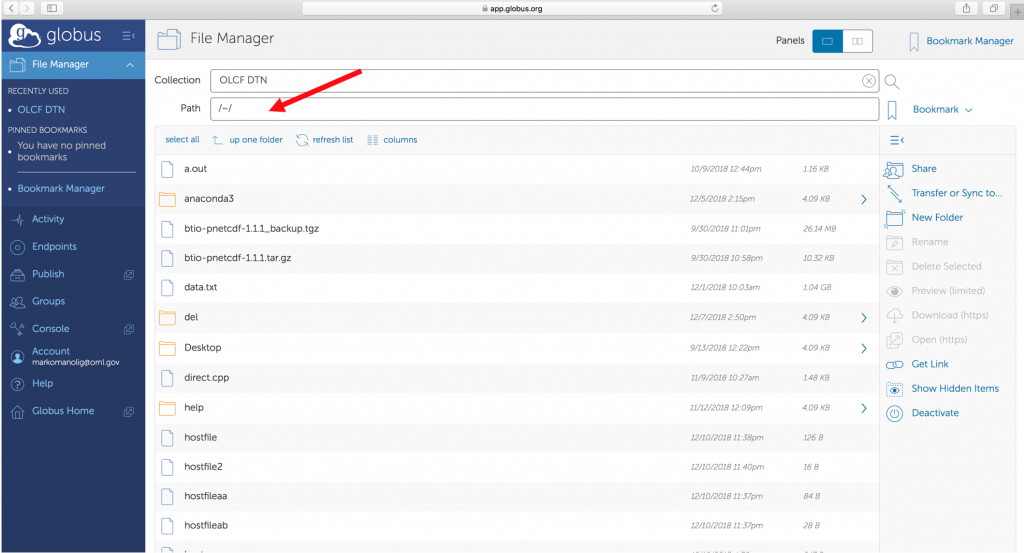 app.globus.org
globus
File Manager
Panels
Bookmark Manager
File Manager
RECENTLY USED
OLCF DTN
PINNED BOOKMARKS
You have no pinned
bookmarks
Bookmark Manager
Activity
Endpoints
Publish
Groups
Console
Account
markomanolig@ornl.gov
Help
Globus Home
Collection
OLCF DTN
Path
/~/
Bookmark
select all
up one folder
refresh list
columns
a.out 10/9/2018 12:44pm 1.16 KB
anaconda3 12/5/2018 2:15pm 4.09 KB
btio-pnetcdf-1.1.1_backup.tgz 9/30/2018 11:01pm 26.14 MB
btio-pnetcdf-1.1.1.tar.gz 9/30/2018 10:58pm 10.32 KB
data.txt 12/1/2018 10:03am 1.04 GB
del 12/7/2018 2:50pm 4.09 KB
Desktop 9/13/2018 12:22pm 4.09 KB
direct.cpp 11/9/2018 10:27am 1.48 KB
help 11/12/2018 12:09pm 4.09 KB
hostfile 12/10/2018 11:38pm 126 B
hostfile2 12/10/2018 11:40pm 16 B
hostfileaa 12/10/2018 11:37pm 84 B
hostfileab 12/10/2018 11:37pm 28 B
Share
Transfer or Sync to...
New Folder
Rename
Delete Selected
Preview (limited)
Download (https)
Open (https)
Get Link
Show Hidden Items
Deactivate